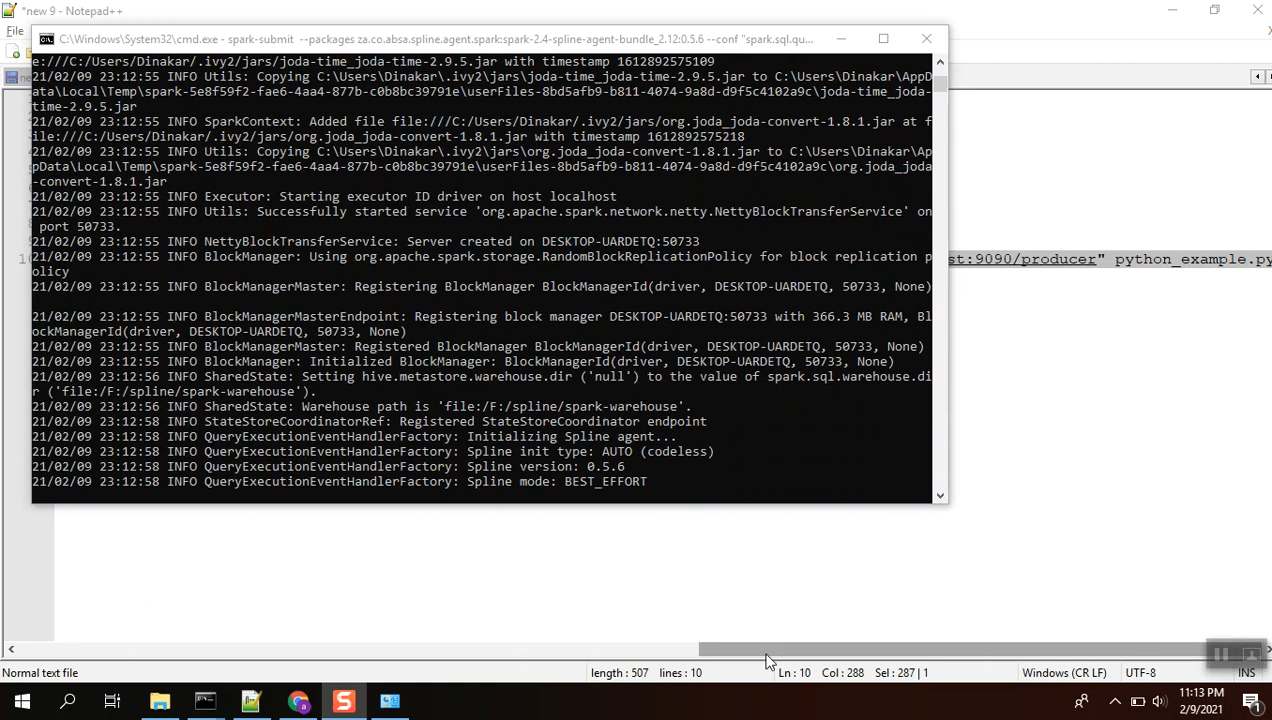 *new 9 - Notepad++
File
C:\Windows\System32\cmd.exe - spark-submit --packages za.co.absa.spline.agent.spark:spark-2.4-spline-agent-bundle_2.12:0.5.6 --conf "spark.sql.qu...
e:///C:/Users/Dinakar/.ivy2/jars/joda-time_joda-time-2.9.5.jar with timestamp 1612892575109
21/02/09 23:12:55 INFO Utils: Copying C:\Users\Dinakar\.ivy2\jars\joda-time_joda-time-2.9.5.jar to C:\Users\Dinakar\AppD
ata\Local\Temp\spark-5e8f59f2-fae6-4aa4-877b-c0b8bc39791e\userFiles-8bd5afb9-b811-4074-9a8d-d9f5c4102a9c\joda-time_joda-
time-2.9.5.jar
21/02/09 23:12:55 INFO SparkContext: Added file file:///C:/Users/Dinakar/.ivy2/jars/org.joda_joda-convert-1.8.1.jar at f
ile:///C:/Users/Dinakar/.ivy2/jars/org.joda_joda-convert-1.8.1.jar with timestamp 1612892575218
21/02/09 23:12:55 INFO Utils: Copying C:\Users\Dinakar\.ivy2\jars\org.joda_joda-convert-1.8.1.jar to C:\Users\Dinakar\Ap
pData\Local\Temp\spark-5e8f59f2-fae6-4aa4-877b-c0b8bc39791e\userFiles-8bd5afb9-b811-4074-9a8d-d9f5c4102a9c\org.joda_joda
-convert-1.8.1.jar
21/02/09 23:12:55 INFO Executor: Starting executor ID driver on host localhost
21/02/09 23:12:55 INFO Utils: Successfully started service 'org.apache.spark.network.netty.NettyBlockTransferService' on
port 50733.
21/02/09 23:12:55 INFO NettyBlockTransferService: Server created on DESKTOP-UARDETQ:50733
21/02/09 23:12:55 INFO BlockManager: Using org.apache.spark.storage.RandomBlockReplicationPolicy for block replication p
olicy
21/02/09 23:12:55 INFO BlockManagerMaster: Registering BlockManager BlockManagerId(driver, DESKTOP-UARDETQ, 50733, None)
21/02/09 23:12:55 INFO BlockManagerMasterEndpoint: Registering block manager DESKTOP-UARDETQ:50733 with 366.3 MB RAM, Bl
ockManagerId(driver, DESKTOP-UARDETQ, 50733, None)
21/02/09 23:12:55 INFO BlockManagerMaster: Registered BlockManager BlockManagerId(driver, DESKTOP-UARDETQ, 50733, None)
21/02/09 23:12:55 INFO BlockManager: Initialized BlockManager: BlockManagerId(driver, DESKTOP-UARDETQ, 50733, None)
21/02/09 23:12:56 INFO SharedState: Setting hive.metastore.warehouse.dir ('null') to the value of spark.sql.warehouse.di
r ('file:/F:/spline/spark-warehouse').
21/02/09 23:12:56 INFO SharedState: Warehouse path is 'file:/F:/spline/spark-warehouse'.
21/02/09 23:12:58 INFO StateStoreCoordinatorRef: Registered StateStoreCoordinator endpoint
21/02/09 23:12:58 INFO QueryExecutionEventHandlerFactory: Initializing Spline agent...
21/02/09 23:12:58 INFO QueryExecutionEventHandlerFactory: Spline init type: AUTO (codeless)
21/02/09 23:12:58 INFO QueryExecutionEventHandlerFactory: Spline version: 0.5.6
21/02/09 23:12:58 INFO QueryExecutionEventHandlerFactory: Spline mode: BEST_EFFORT
st:9090/producer" python_example.py
Normal text file length : 507 lines : 10 Ln : 10 Col : 288 Sel : 287 | 1 Windows (CR LF) UTF-8 INS
11:13 PM
2/9/2021